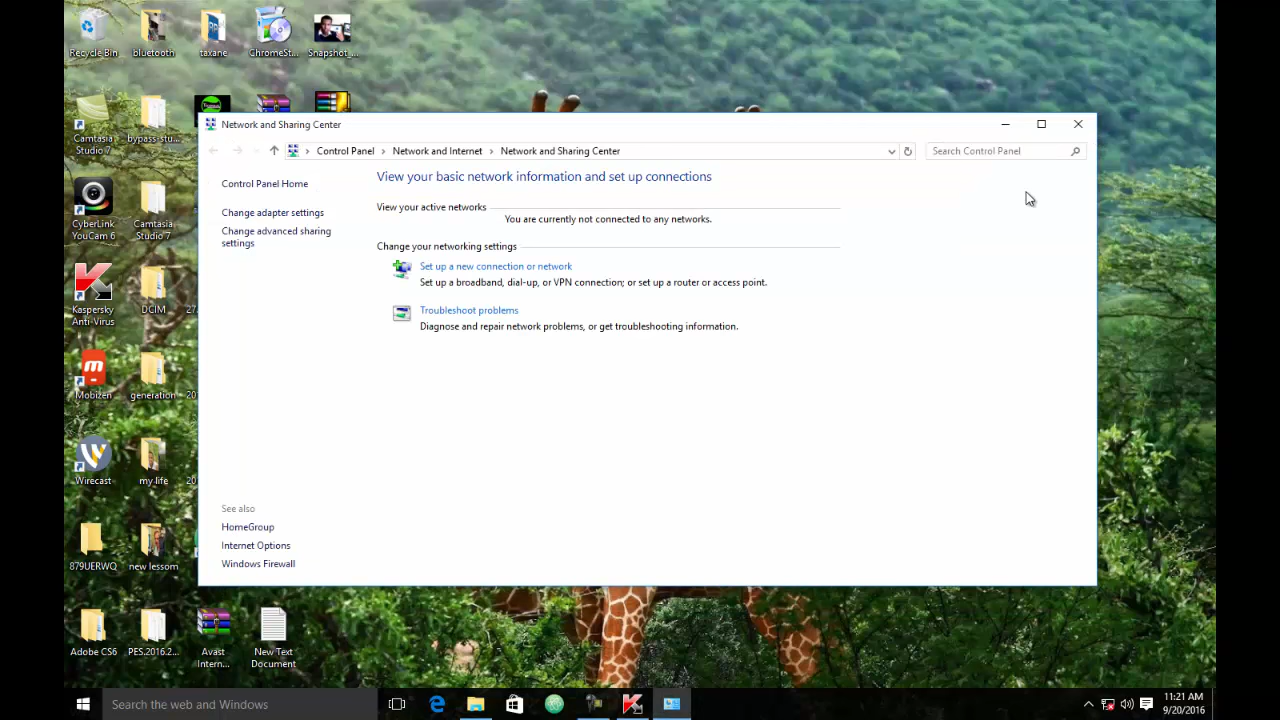 Recycle Bin
bluetooth
taxane
ChromeSt...
Snapshot_...
Camtasia
Studio 7
bypass-stu...
CyberLink
YouCam 6
Camtasia
Studio 7
Kaspersky
Anti-Virus
DCIM
27.
Mobizen
generation
20
Wirecast
my life
20
879UERWQ
new lessom
Adobe CS6
PES.2016.2...
Avast
Intern...
New Text
Document
Network and Sharing Center
Control Panel
Network and Internet
Network and Sharing Center
Search Control Panel
Control Panel Home
Change adapter settings
Change advanced sharing
settings
View your basic network information and set up connections
View your active networks
You are currently not connected to any networks.
Change your networking settings
Set up a new connection or network
Set up a broadband, dial-up, or VPN connection; or set up a router or access point.
Troubleshoot problems
Diagnose and repair network problems, or get troubleshooting information.
See also
HomeGroup
Internet Options
Windows Firewall
Search the web and Windows
11:21 AM
9/20/2016